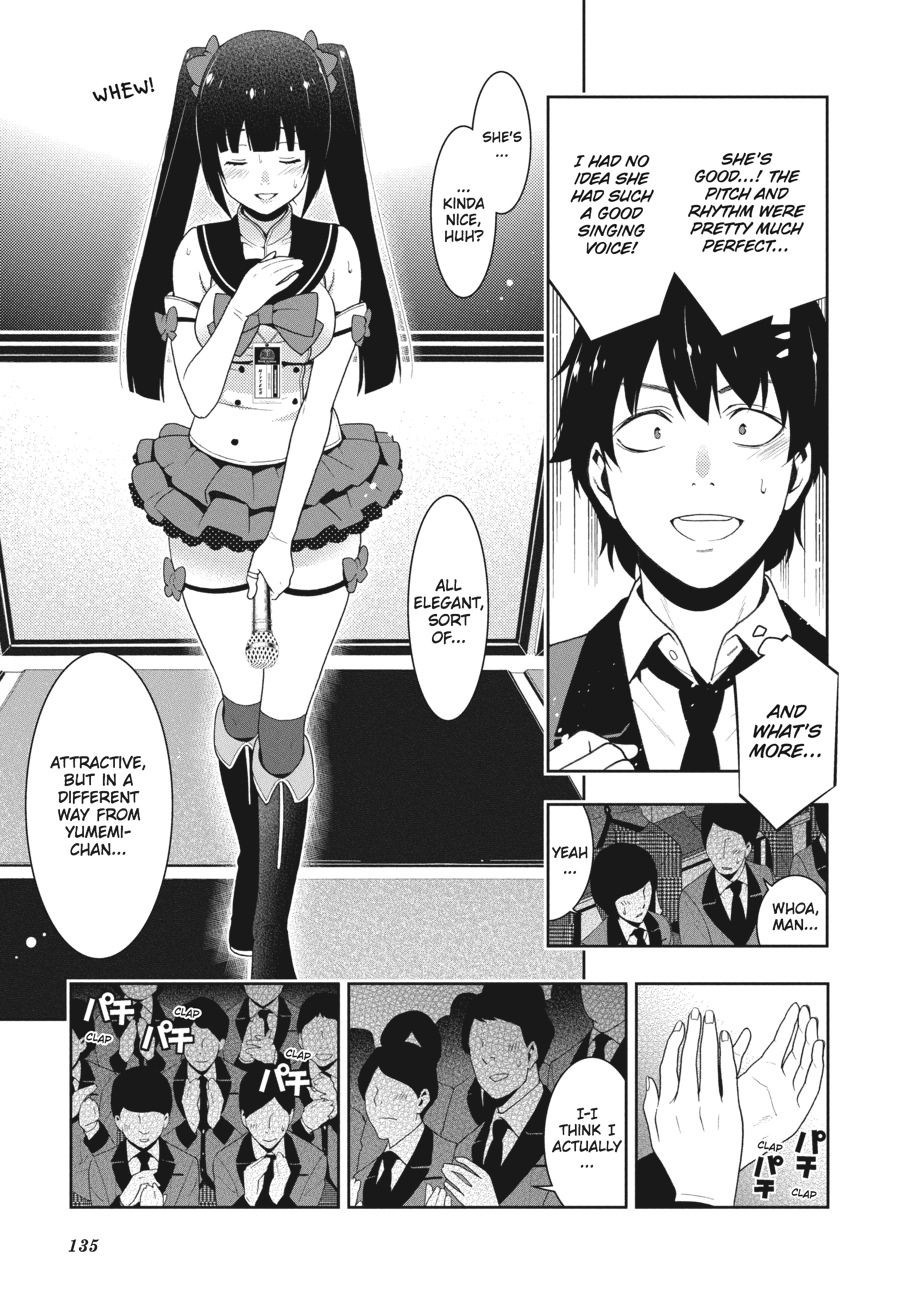 SHE'S
GOOD...! THE
PITCH AND
RHYTHM WERE
PRETTY MUCH
PERFECT...
I HAD NO
IDEA SHE
HAD SUCH
A GOOD
SINGING
VOICE!
AND
WHAT'S
MORE...
WHOA,
MAN...
YEAH
...
SHE'S
...
...
KINDA
NICE,
HUH?
WHEW!
ALL
ELEGANT,
SORT
OF...
ATTRACTIVE,
BUT IN A
DIFFERENT
WAY FROM
YUMEMI-
CHAN...
パチ
CLAP
パチ
CLAP
I-I
THINK I
ACTUALLY
...
パチ
CLAP
パチ
CLAP
パチ
CLAP
135